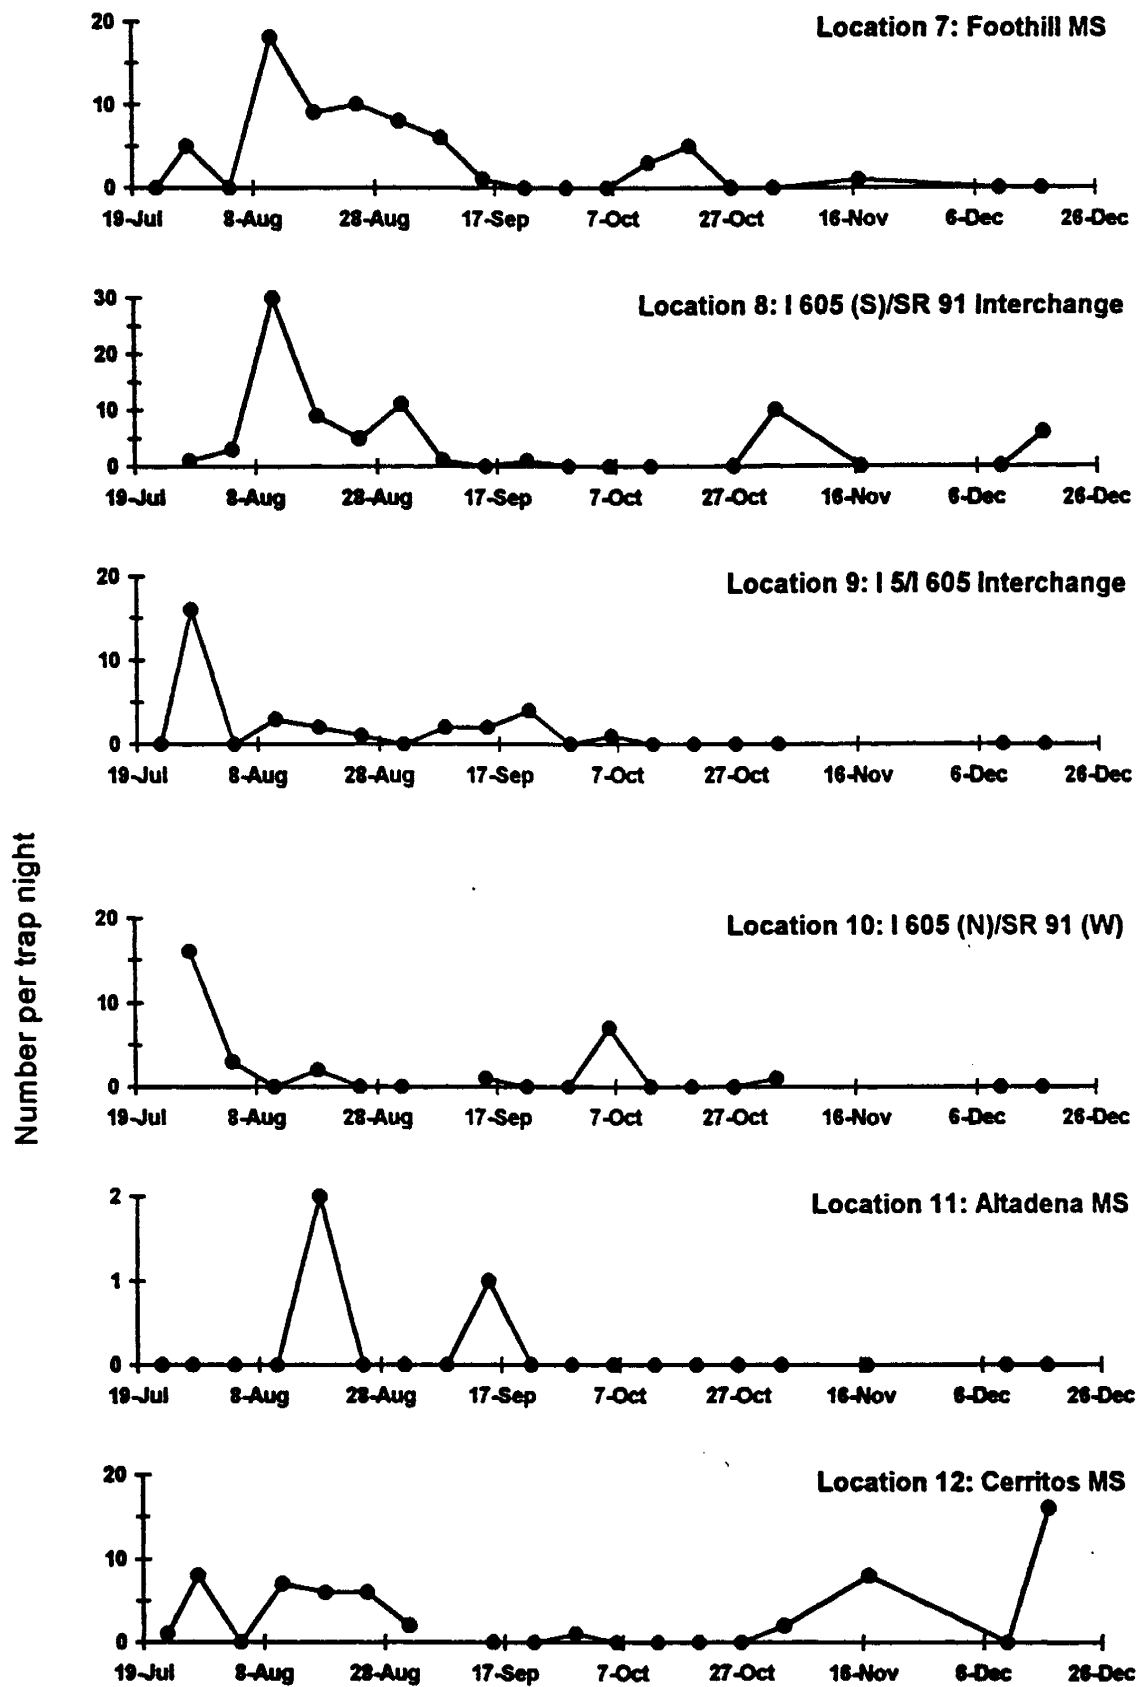 Location 7: Foothill MS
20
10
0
19-Jul 8-Aug 28-Aug 17-Sep 7-Oct 27-Oct 16-Nov 6-Dec 26-Dec
Location 8: I 605 (S)/SR 91 Interchange
30
20
10
0
19-Jul 8-Aug 28-Aug 17-Sep 7-Oct 27-Oct 16-Nov 6-Dec 26-Dec
Location 9: I 5/I 605 Interchange
20
10
0
19-Jul 8-Aug 28-Aug 17-Sep 7-Oct 27-Oct 16-Nov 6-Dec 26-Dec
Number per trap night
Location 10: I 605 (N)/SR 91 (W)
20
10
0
19-Jul 8-Aug 28-Aug 17-Sep 7-Oct 27-Oct 16-Nov 6-Dec 26-Dec
Location 11: Altadena MS
2
1
0
19-Jul 8-Aug 28-Aug 17-Sep 7-Oct 27-Oct 16-Nov 6-Dec 26-Dec
Location 12: Cerritos MS
20
10
0
19-Jul 8-Aug 28-Aug 17-Sep 7-Oct 27-Oct 16-Nov 6-Dec 26-Dec